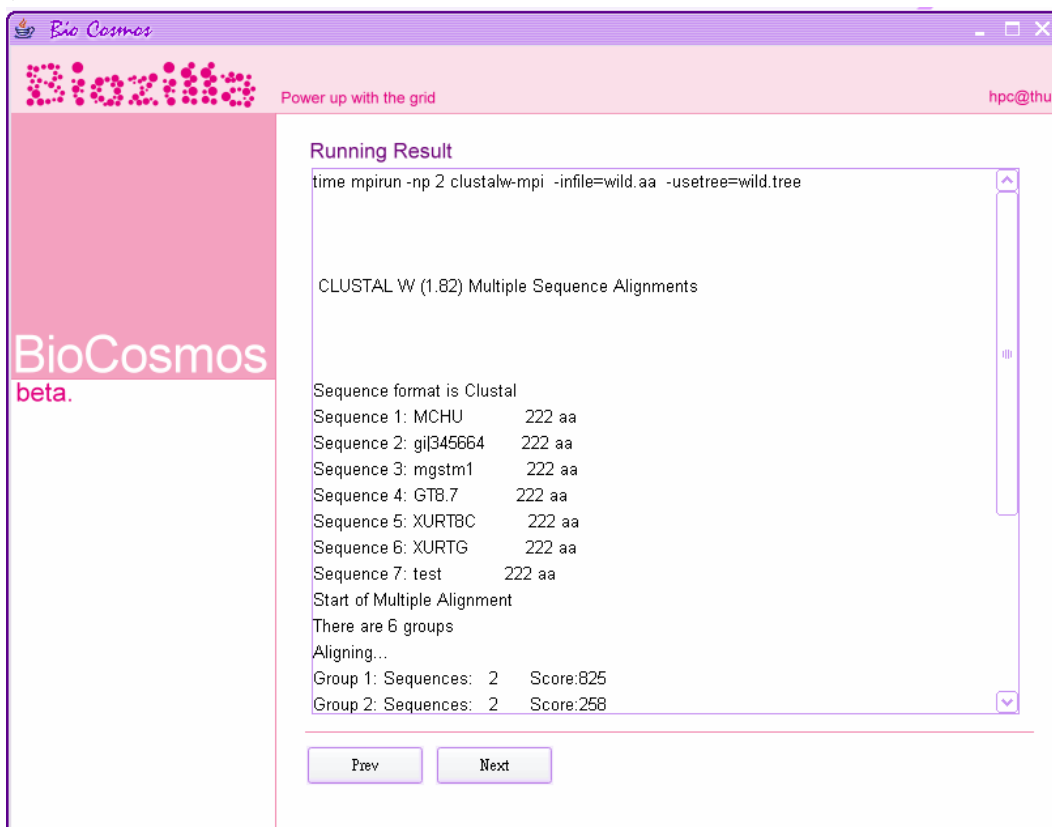 Bio Cosmos
Biozilla
Power up with the grid
hpc@thu
Running Result
time mpirun -np 2 clustalw-mpi -infile=wild.aa -usetree=wild.tree
CLUSTAL W (1.82) Multiple Sequence Alignments
Sequence format is Clustal
Sequence 1: MCHU 222 aa
Sequence 2: gi|345664 222 aa
Sequence 3: mgstm1 222 aa
Sequence 4: GT8.7 222 aa
Sequence 5: XURT8C 222 aa
Sequence 6: XURTG 222 aa
Sequence 7: test 222 aa
Start of Multiple Alignment
There are 6 groups
Aligning...
Group 1: Sequences: 2 Score:825
Group 2: Sequences: 2 Score:258
BioCosmos
beta.
Prev
Next